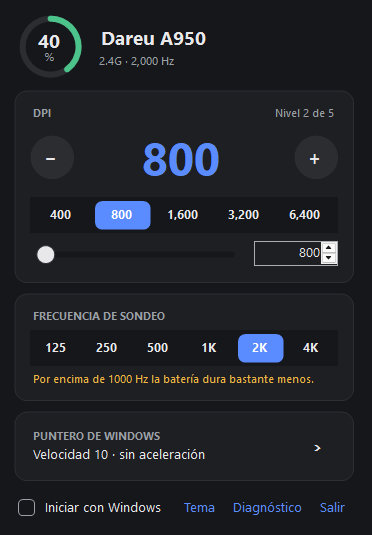 40
%
Dareu A950
2.4G · 2,000 Hz
DPI
Nivel 2 de 5
−
800
+
400 800 1,600 3,200 6,400
800
FRECUENCIA DE SONDEO
125 250 500 1K 2K 4K
Por encima de 1000 Hz la batería dura bastante menos.
PUNTERO DE WINDOWS
Velocidad 10 · sin aceleración
›
Iniciar con Windows Tema Diagnóstico Salir